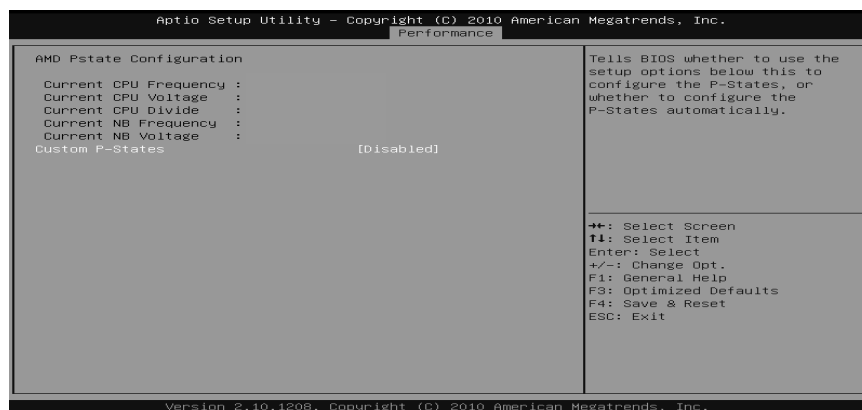 Aptio Setup Utility – Copyright (C) 2010 American Megatrends, Inc.
Performance
AMD Pstate Configuration
Current CPU Frequency :
Current CPU Voltage :
Current CPU Divide :
Current NB Frequency :
Current NB Voltage :
Custom P-States [Disabled]
Tells BIOS whether to use the
setup options below this to
configure the P-States, or
whether to configure the
P-States automatically.
→←: Select Screen
↑↓: Select Item
Enter: Select
+/-: Change Opt.
F1: General Help
F3: Optimized Defaults
F4: Save & Reset
ESC: Exit
Version 2.10.1208. Copyright (C) 2010 American Megatrends, Inc.